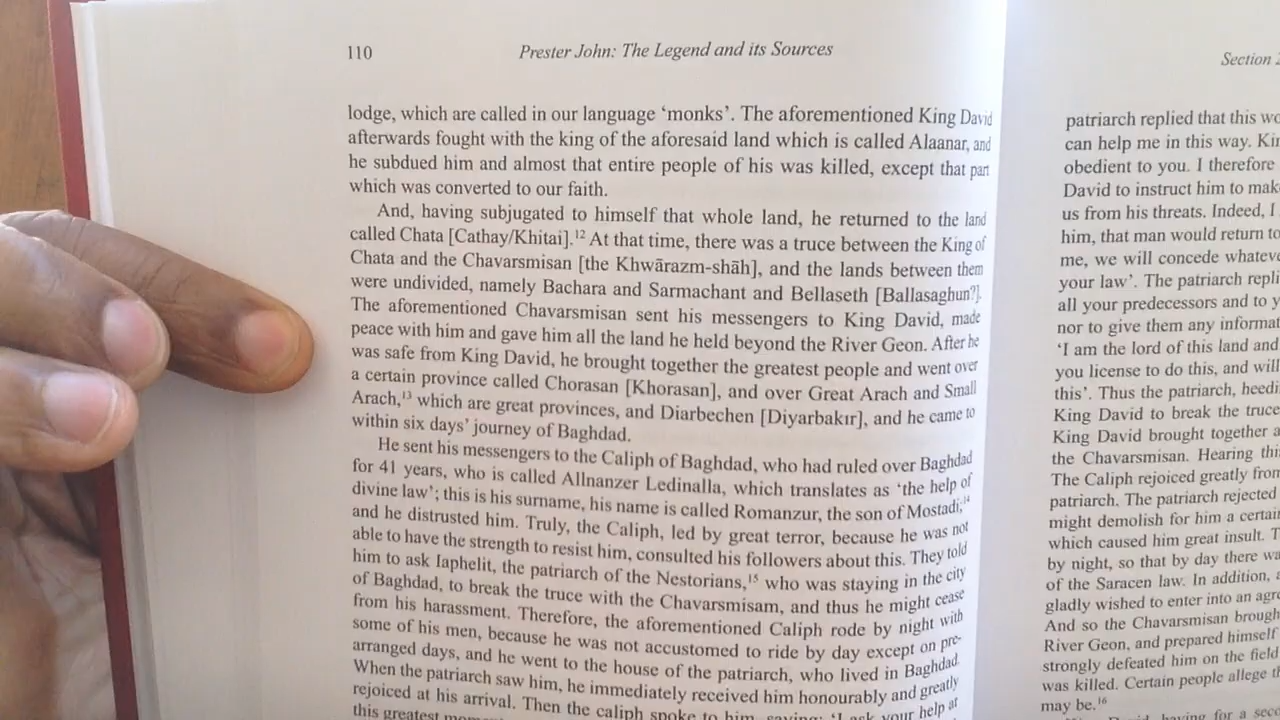 110 Prester John: The Legend and its Sources
lodge, which are called in our language ‘monks’. The aforementioned King David
afterwards fought with the king of the aforesaid land which is called Alaanar, and
he subdued him and almost that entire people of his was killed, except that part
which was converted to our faith.
And, having subjugated to himself that whole land, he returned to the land
called Chata [Cathay/Khitai].¹² At that time, there was a truce between the King of
Chata and the Chavarsmisan [the Khwārazm-shāh], and the lands between them
were undivided, namely Bachara and Sarmachant and Bellaseth [Ballasaghun?].
The aforementioned Chavarsmisan sent his messengers to King David, made
peace with him and gave him all the land he held beyond the River Geon. After he
was safe from King David, he brought together the greatest people and went over
a certain province called Chorasan [Khorasan], and over Great Arach and Small
Arach,¹³ which are great provinces, and Diarbechen [Diyarbakır], and he came to
within six days’ journey of Baghdad.
He sent his messengers to the Caliph of Baghdad, who had ruled over Baghdad
for 41 years, who is called Allnanzer Ledinalla, which translates as ‘the help of
divine law’; this is his surname, his name is called Romanzur, the son of Mostadi;¹⁴
and he distrusted him. Truly, the Caliph, led by great terror, because he was not
able to have the strength to resist him, consulted his followers about this. They told
him to ask Iaphelit, the patriarch of the Nestorians,¹⁵ who was staying in the city
of Baghdad, to break the truce with the Chavarsmisam, and thus he might cease
from his harassment. Therefore, the aforementioned Caliph rode by night with
some of his men, because he was not accustomed to ride by day except on pre-
arranged days, and he went to the house of the patriarch, who lived in Baghdad.
When the patriarch saw him, he immediately received him honourably and greatly
rejoiced at his arrival. Then the caliph spoke to him, saying: ‘I ask your help at
this greatest
Section
patriarch replied that this
can help me in this way.
obedient to you. I therefore
David to instruct him to
us from his threats. Indeed, I
him, that man would return to
me, we will concede
your law’. The patriarch
all your predecessors and to
nor to give them any
‘I am the lord of this land and
you license to do this, and will
this’. Thus the patriarch,
King David to break the truce
King David brought together
the Chavarsmisan. Hearing
The Caliph rejoiced greatly from
patriarch. The patriarch rejected
might demolish for him a certain
which caused him great insult.
by night, so that by day there
of the Saracen law. In addition,
gladly wished to enter into an
And so the Chavarsmisan
River Geon, and prepared himself
strongly defeated him on the field
was killed. Certain people allege
may be.¹⁶
David, having for a